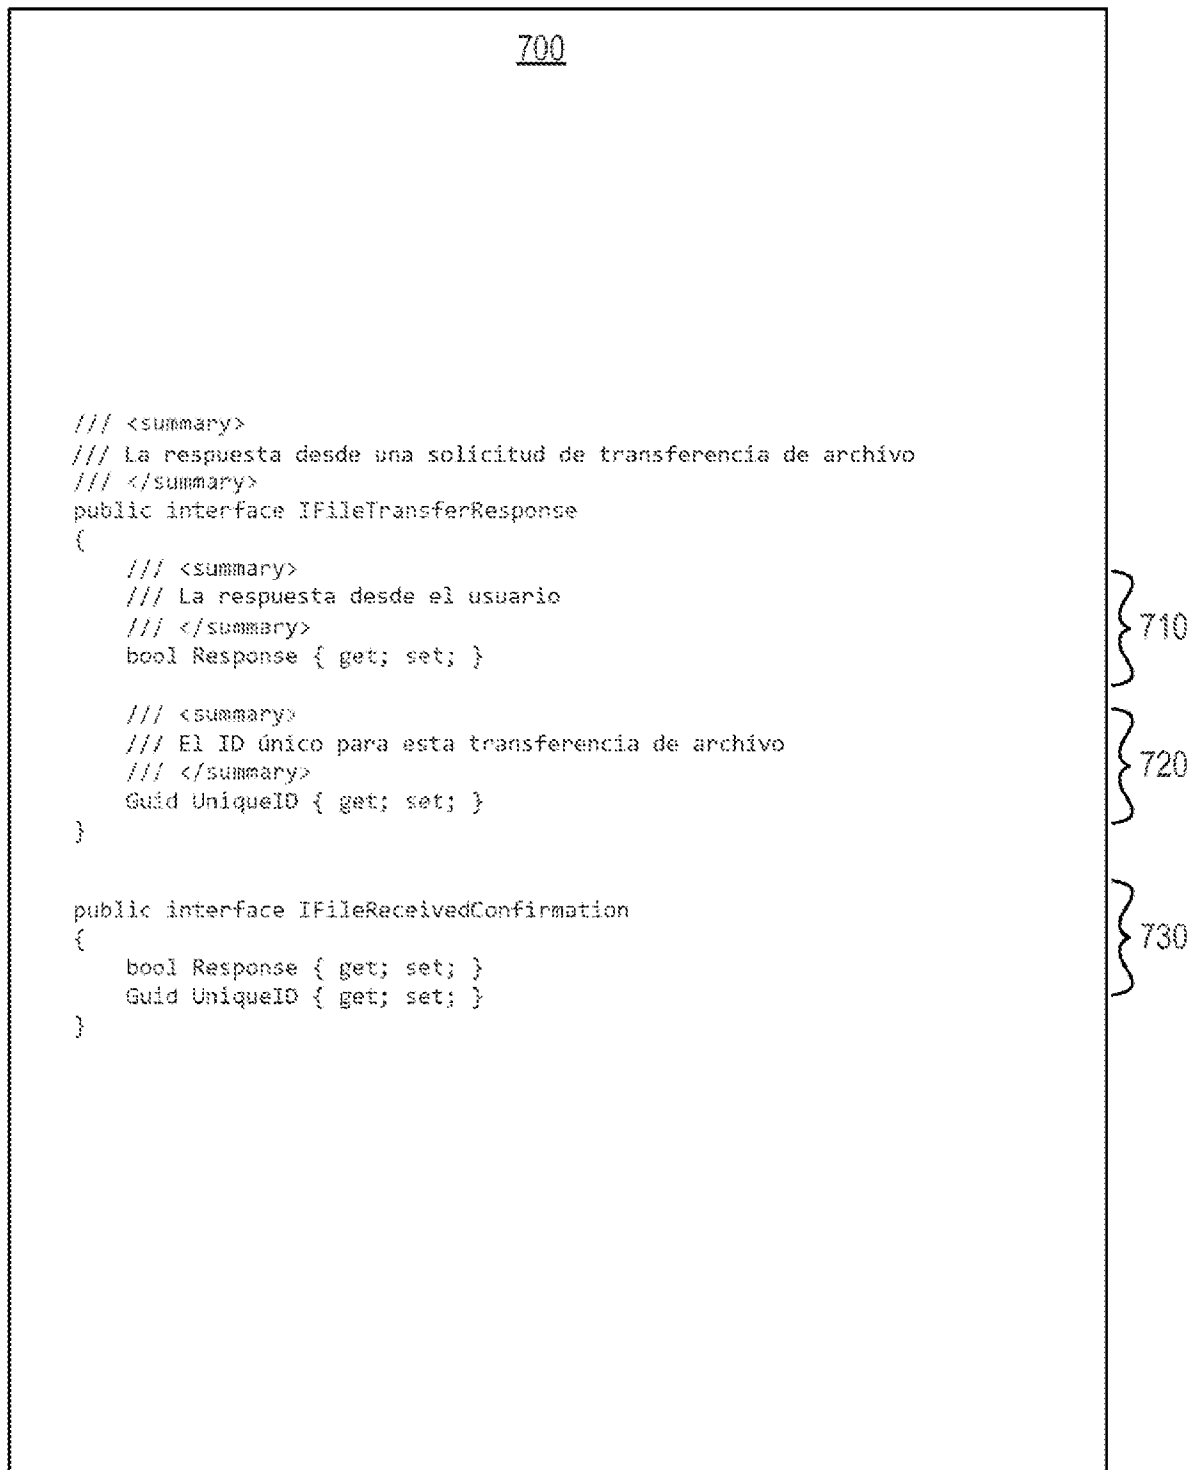 700
/// <summary>
/// La respuesta desde una solicitud de transferencia de archivo
/// </summary>
public interface IFileTransferResponse
{
    /// <summary>
    /// La respuesta desde el usuario
    /// </summary>
    bool Response { get; set; }
710
    /// <summary>
    /// El ID único para esta transferencia de archivo
    /// </summary>
    Guid UniqueID { get; set; }
720
}
public interface IFileReceivedConfirmation
{
730
    bool Response { get; set; }
    Guid UniqueID { get; set; }
}